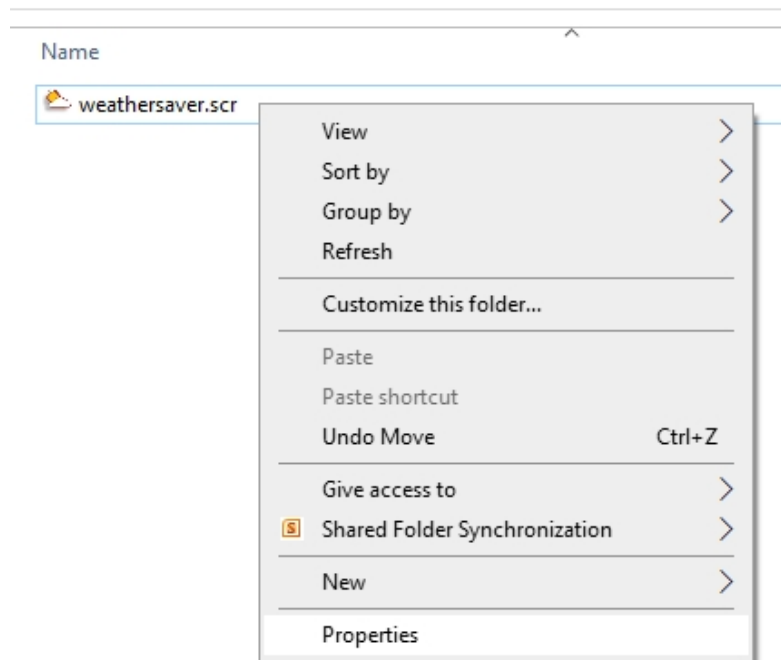 Name
weathersaver.scr
View
Sort by
Group by
Refresh
Customize this folder...
Paste
Paste shortcut
Undo Move Ctrl+Z
Give access to
S Shared Folder Synchronization
New
Properties